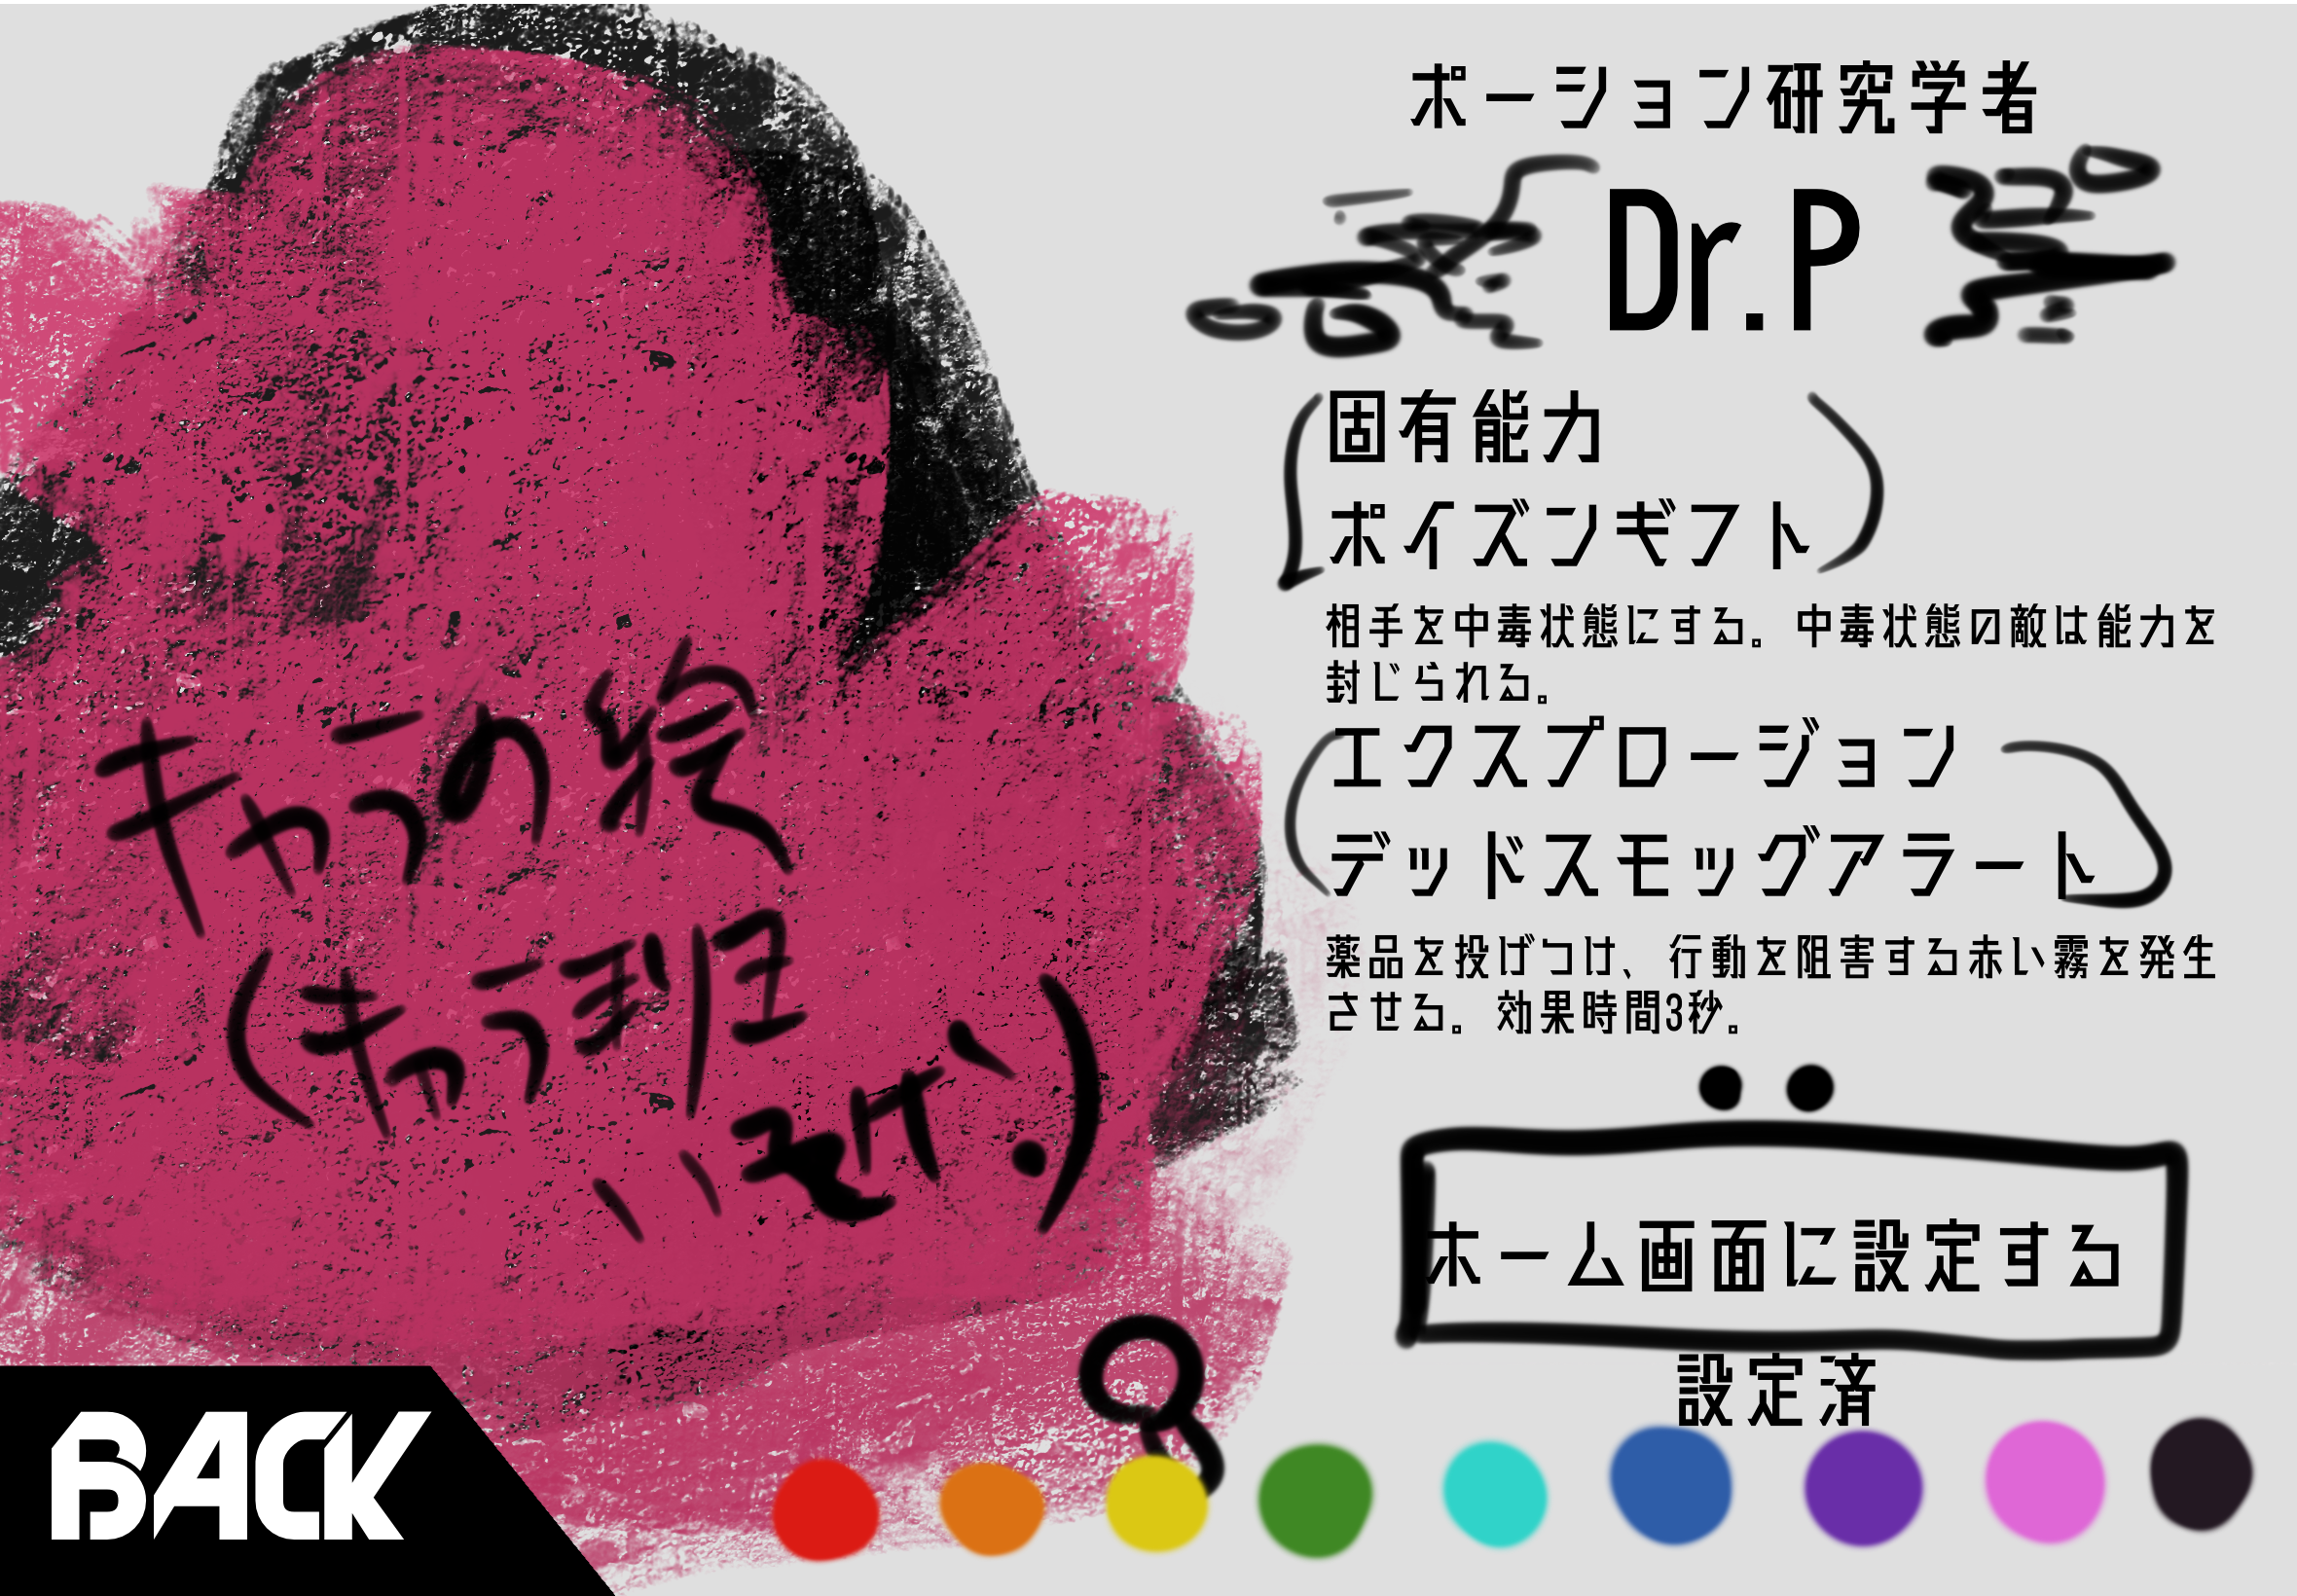 ポーション研究学者
Dr.P
固有能力
ポイズンギフト
相手を中毒状態にする。中毒状態の敵は能力を
封じられる。
エクスプロージョン
デッドスモッグアラート
薬品を投げつけ、行動を阻害する赤い霧を発生
させる。効果時間3秒。
キャラの絵
(キャラ班
いそげ!)
ホーム画面に設定する
設定済
BACK